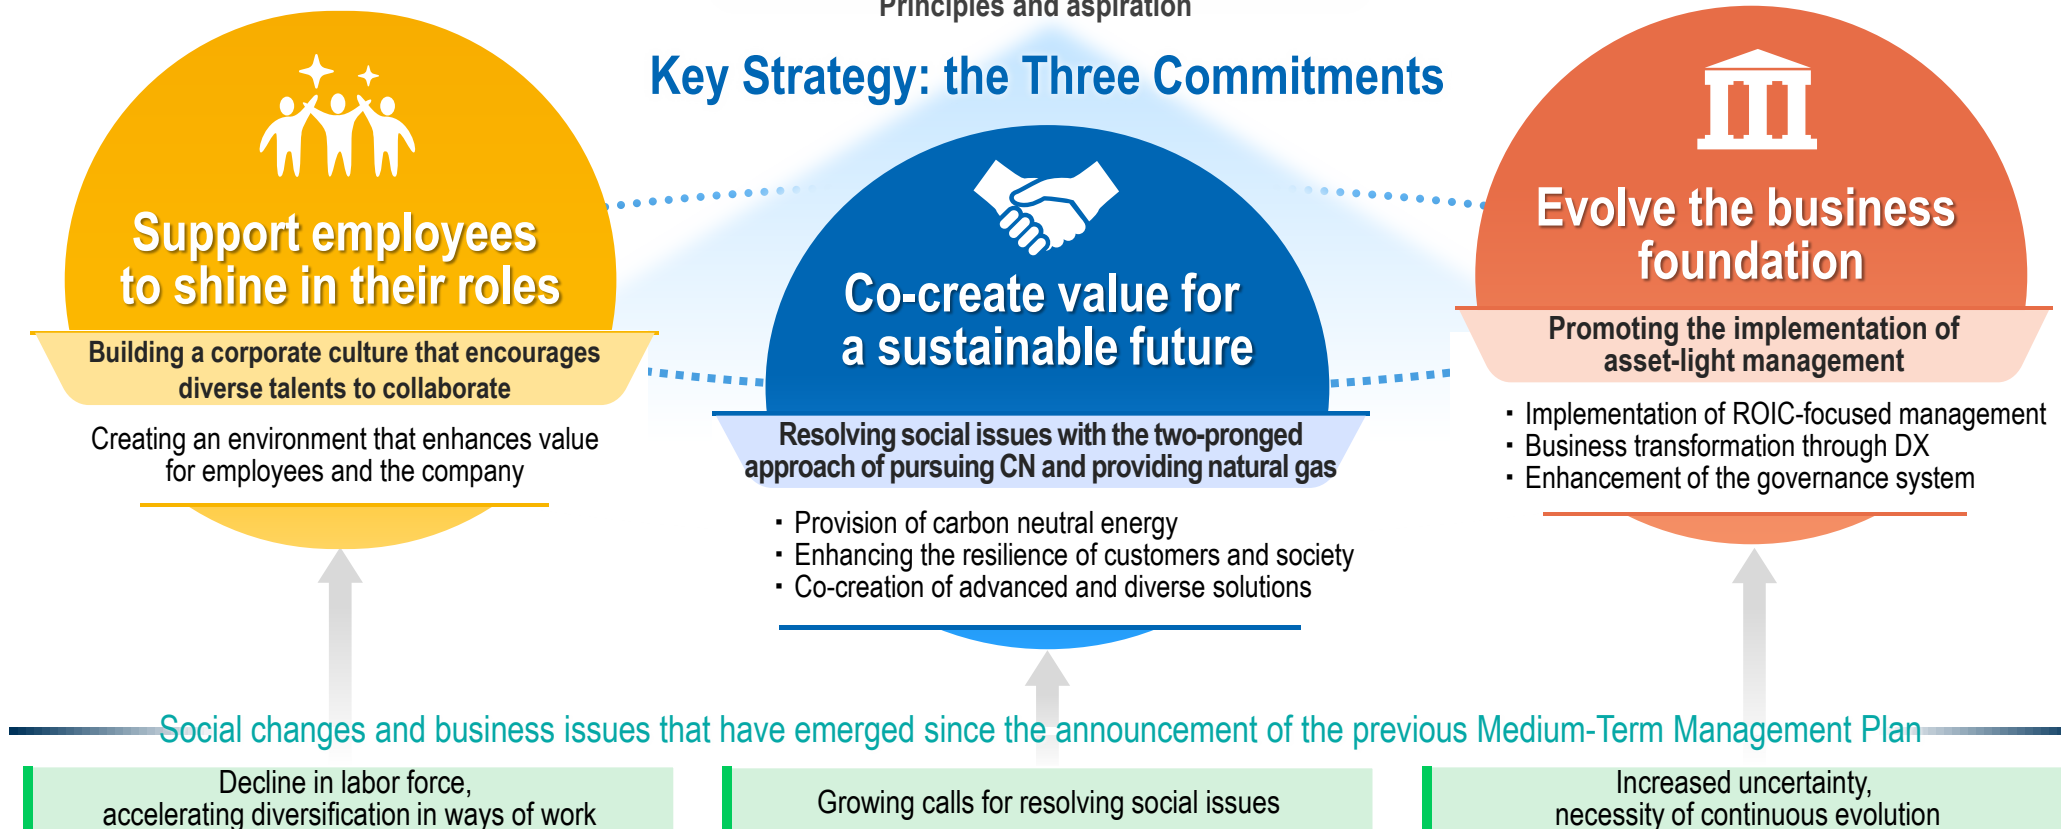 Principles and aspiration
Key Strategy: the Three Commitments
Support employees
to shine in their roles
Building a corporate culture that encourages
diverse talents to collaborate
Creating an environment that enhances value
for employees and the company
Co-create value for
a sustainable future
Resolving social issues with the two-pronged
approach of pursuing CN and providing natural gas
▪ Provision of carbon neutral energy
▪ Enhancing the resilience of customers and society
▪ Co-creation of advanced and diverse solutions
Evolve the business
foundation
Promoting the implementation of
asset-light management
▪ Implementation of ROIC-focused management
▪ Business transformation through DX
▪ Enhancement of the governance system
Social changes and business issues that have emerged since the announcement of the previous Medium-Term Management Plan
Decline in labor force,
accelerating diversification in ways of work
Growing calls for resolving social issues
Increased uncertainty,
necessity of continuous evolution